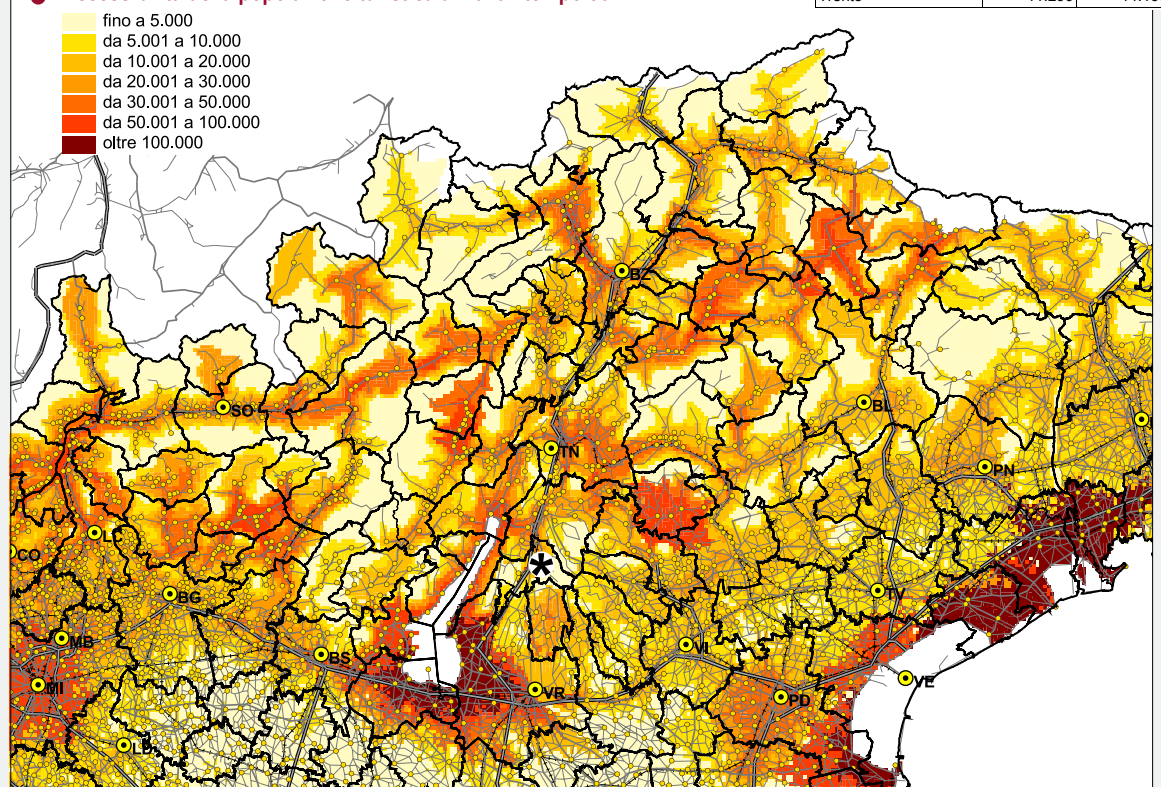 fino a 5.000
da 5.001 a 10.000
da 10.001 a 20.000
da 20.001 a 30.000
da 30.001 a 50.000
da 50.001 a 100.000
oltre 100.000
BZ
SO
BL
TN
PN
CO
BG
TV
MB
VI
BS
MI
VR
PD
VE
*